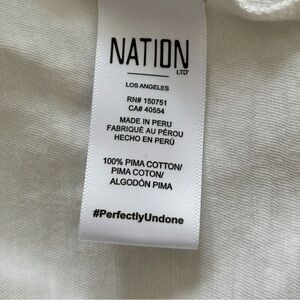 NATION
LTD
LOS ANGELES
RN# 150751
CA# 40554
MADE IN PERU
FABRIQUÉ AU PÉROU
HECHO EN PERÚ
100% PIMA COTTON/
PIMA COTON/
ALGODÓN PIMA
#PerfectlyUndone